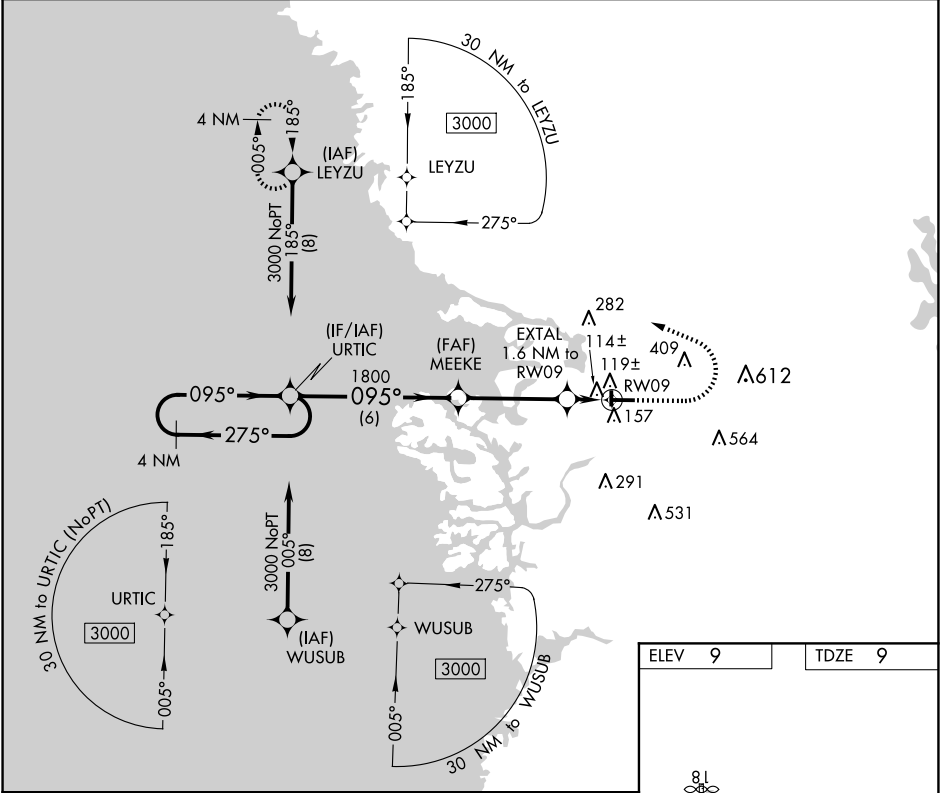 30 NM to LEYZU
185°
3000
LEYZU
275°
4 NM
185°
005°
(IAF)
LEYZU
3000 NoPT
185°
(8)
(IF/IAF)
URTIC
1800
095°
(6)
(FAF)
MEEKE
EXTAL
1.6 NM to
RW09
282
114±
119±
409
RW09
612
157
564
291
531
095°
275°
4 NM
30 NM to URTIC (NoPT)
185°
URTIC
3000
005°
3000 NoPT
005°
(8)
(IAF)
WUSUB
275°
WUSUB
3000
005°
30 NM to WUSUB
ELEV 9
TDZE 9
18